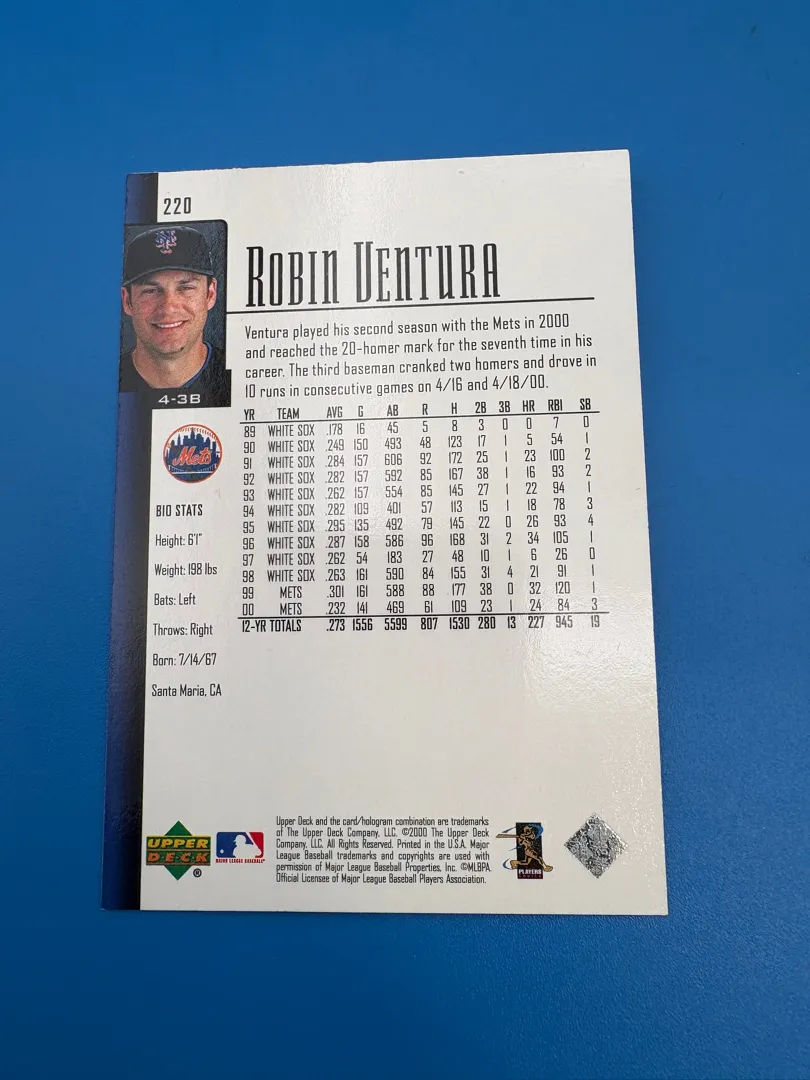 220
NY
ROBIN VENTURA
Ventura played his second season with the Mets in 2000
and reached the 20-homer mark for the seventh time in his
career. The third baseman cranked two homers and drove in
10 runs in consecutive games on 4/16 and 4/18/00.
4-3B
Mets
BIO STATS
Height: 6'1"
Weight: 198 lbs
Bats: Left
Throws: Right
Born: 7/14/67
Santa Maria, CA
YR TEAM AVG G AB R H 2B 3B HR RBI SB
89 WHITE SOX .178 16 45 5 8 3 0 0 7 0
90 WHITE SOX .249 150 493 48 123 17 1 5 54 1
91 WHITE SOX .284 157 606 92 172 25 1 23 100 2
92 WHITE SOX .282 157 592 85 167 38 1 16 93 2
93 WHITE SOX .262 157 554 85 145 27 1 22 94 1
94 WHITE SOX .282 109 401 57 113 15 1 18 78 3
95 WHITE SOX .295 135 492 79 145 22 0 26 93 4
96 WHITE SOX .287 158 586 96 168 31 2 34 105 1
97 WHITE SOX .262 54 183 27 48 10 1 6 26 0
98 WHITE SOX .263 161 590 84 155 31 4 21 91 1
99 METS .301 161 588 88 177 38 0 32 120 1
00 METS .232 141 469 61 109 23 1 24 84 3
12-YR TOTALS .273 1556 5599 807 1530 280 13 227 945 19
UPPER
DECK
®
MAJOR LEAGUE BASEBALL
Upper Deck and the card/hologram combination are trademarks
of The Upper Deck Company, LLC. ©2000 The Upper Deck
Company, LLC. All Rights Reserved. Printed in the U.S.A. Major
League Baseball trademarks and copyrights are used with
permission of Major League Baseball Properties, Inc. ©MLBPA
Official Licensee of Major League Baseball Players Association.
PLAYERS
CHOICE